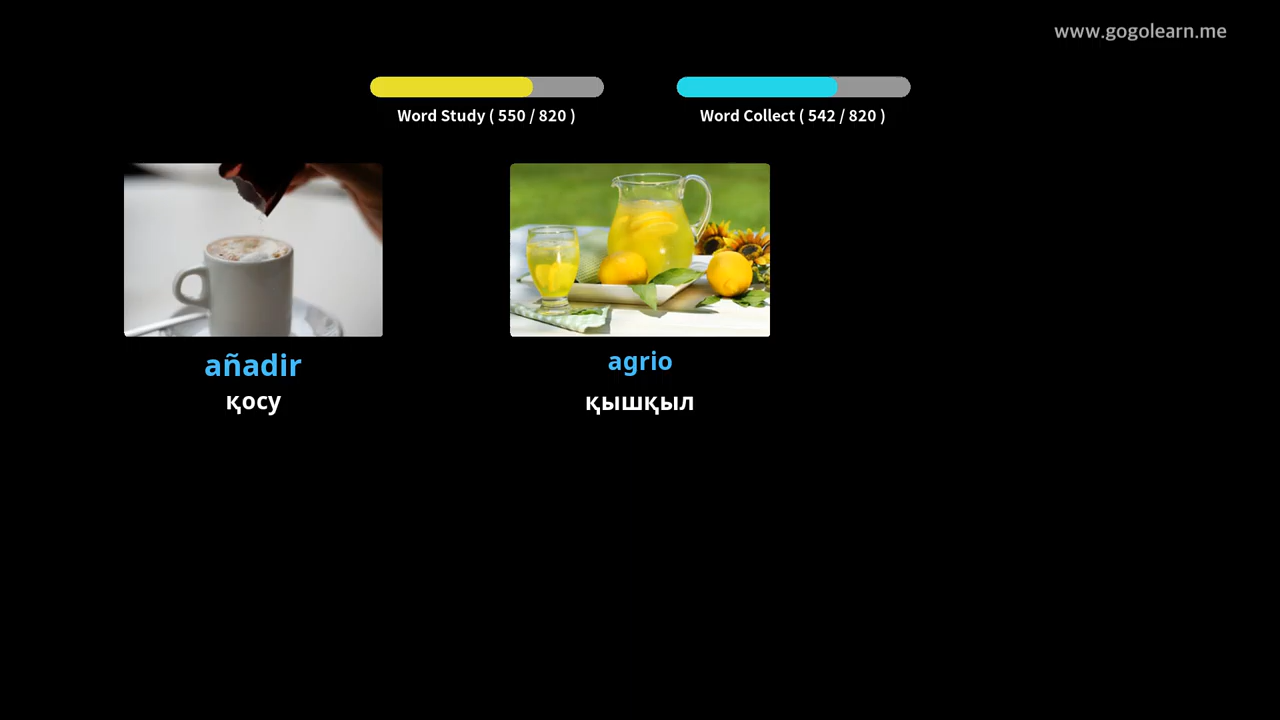 www.gogolearn.me
Word Study ( 550 / 820 )
Word Collect ( 542 / 820 )
añadir
қосу
agrio
қышқыл